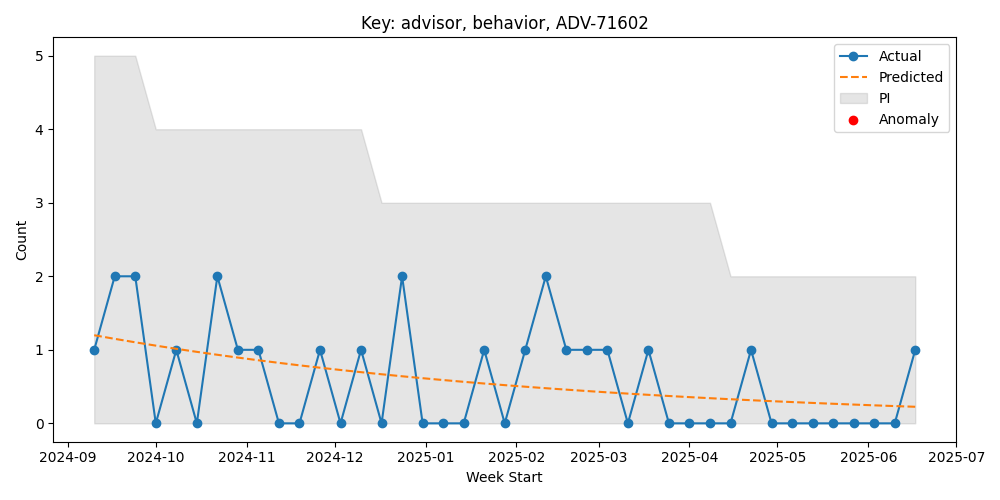 Key: advisor, behavior, ADV-71602
Actual
Predicted
PI
Anomaly
Count
5
4
3
2
1
0
2024-09 2024-10 2024-11 2024-12 2025-01 2025-02 2025-03 2025-04 2025-05 2025-06 2025-07
Week Start